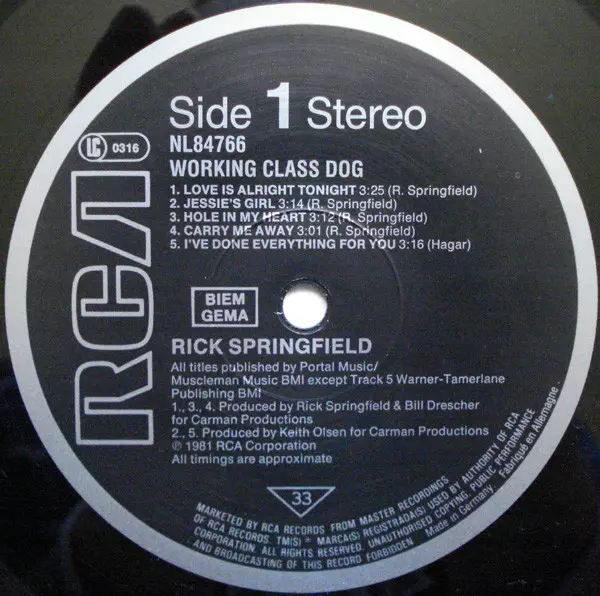 Side 1 Stereo
NL84766
LC 0316
WORKING CLASS DOG
1. LOVE IS ALRIGHT TONIGHT 3:25 (R. Springfield)
2. JESSIE'S GIRL 3:14 (R. Springfield)
3. HOLE IN MY HEART 3:12 (R. Springfield)
4. CARRY ME AWAY 3:01 (R. Springfield)
5. I'VE DONE EVERYTHING FOR YOU 3:16 (Hagar)
RCA
BIEM
GEMA
RICK SPRINGFIELD
All titles published by Portal Music/
Muscleman Music BMI except Track 5 Warner-Tamerlane
Publishing BMI
1., 3., 4. Produced by Rick Springfield & Bill Drescher
for Carman Productions
2., 5. Produced by Keith Olsen for Carman Productions
℗ 1981 RCA Corporation
All timings are approximate
33
MARKETED BY RCA RECORDS FROM MASTER RECORDINGS
OF RCA RECORDS. TM(S) * MARCA(S) REGISTRADA(S) USED BY AUTHORITY OF RCA
CORPORATION. ALL RIGHTS RESERVED. UNAUTHORISED COPYING, PUBLIC PERFORMANCE
AND BROADCASTING OF THIS RECORD FORBIDDEN
Made in Germany. Fabriqué en Allemagne.